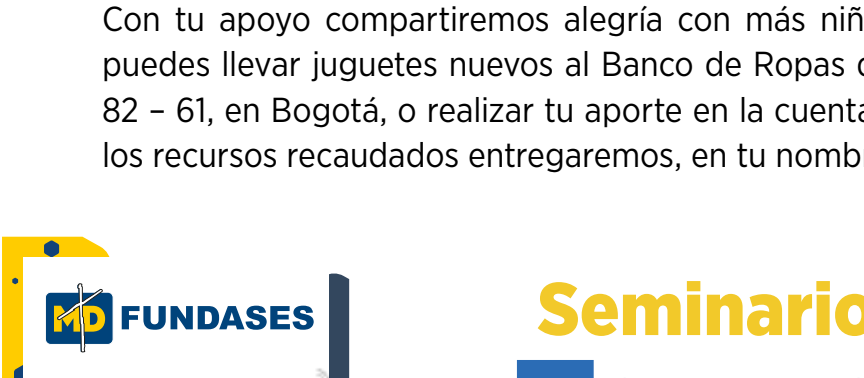 Con tu apoyo compartiremos alegría con más niñ
puedes llevar juguetes nuevos al Banco de Ropas
82 – 61, en Bogotá, o realizar tu aporte en la cuenta
los recursos recaudados entregaremos, en tu nomb
MD FUNDASES
Seminario